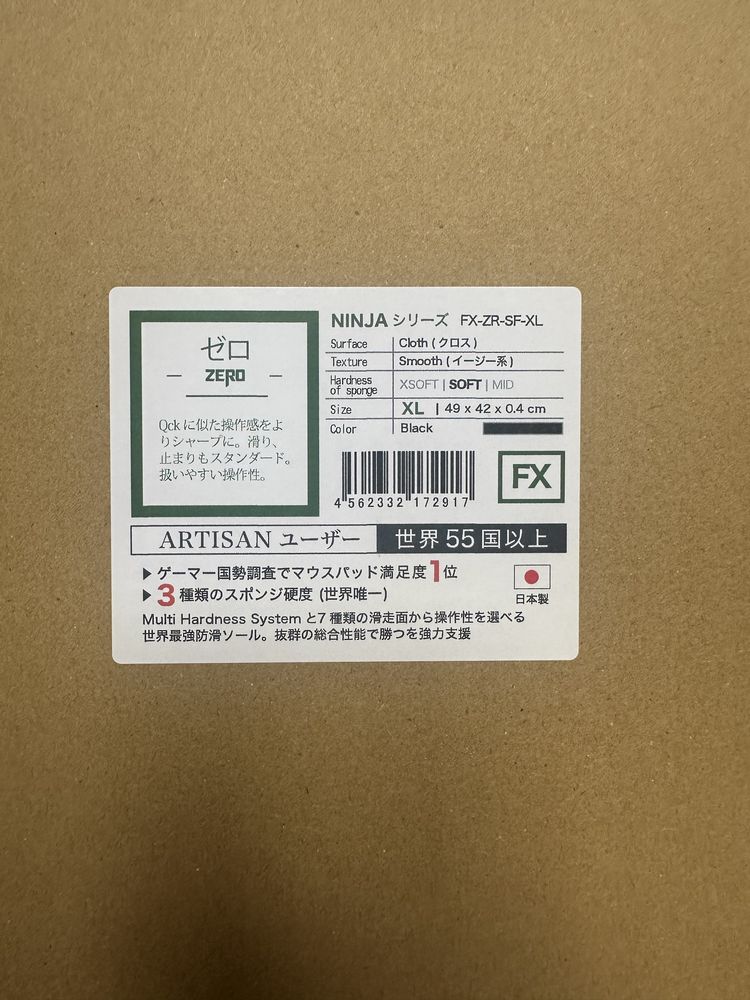 ゼロ
ZERO
Qckに似た操作感をよ
りシャープに。滑り、
止まりもスタンダード。
扱いやすい操作性。
NINJA シリーズ FX-ZR-SF-XL
Surface Cloth (クロス)
Texture Smooth (イージー系)
Hardness
of sponge XSOFT | SOFT | MID
Size XL | 49 x 42 x 0.4 cm
Color Black
4 562332 172917
FX
ARTISAN ユーザー 世界 55 国以上
▶ ゲーマー国勢調査でマウスパッド満足度1位
▶ 3種類のスポンジ硬度 (世界唯一)
日本製
Multi Hardness System と7種類の滑走面から操作性を選べる
世界最強防滑ソール。抜群の総合性能で勝つを強力支援